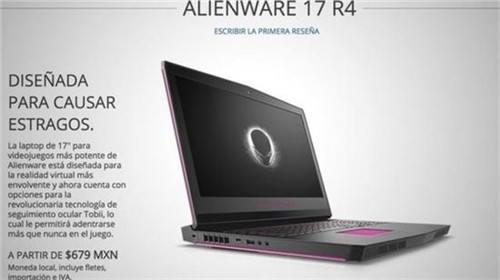 ALIENWARE 17 R4
ESCRIBIR LA PRIMERA RESEÑA
DISEÑADA
PARA CAUSAR
ESTRAGOS.
La laptop de 17" para
videojuegos más potente de
Alienware está diseñada para
la realidad virtual más
envolvente y ahora cuenta con
opciones para la
revolucionaria tecnología de
seguimiento ocular Tobii, lo
cual le permitirá adentrarse
más que nunca en el juego.
A PARTIR DE $679 MXN
Moneda local, incluye fletes,
importación e IVA.